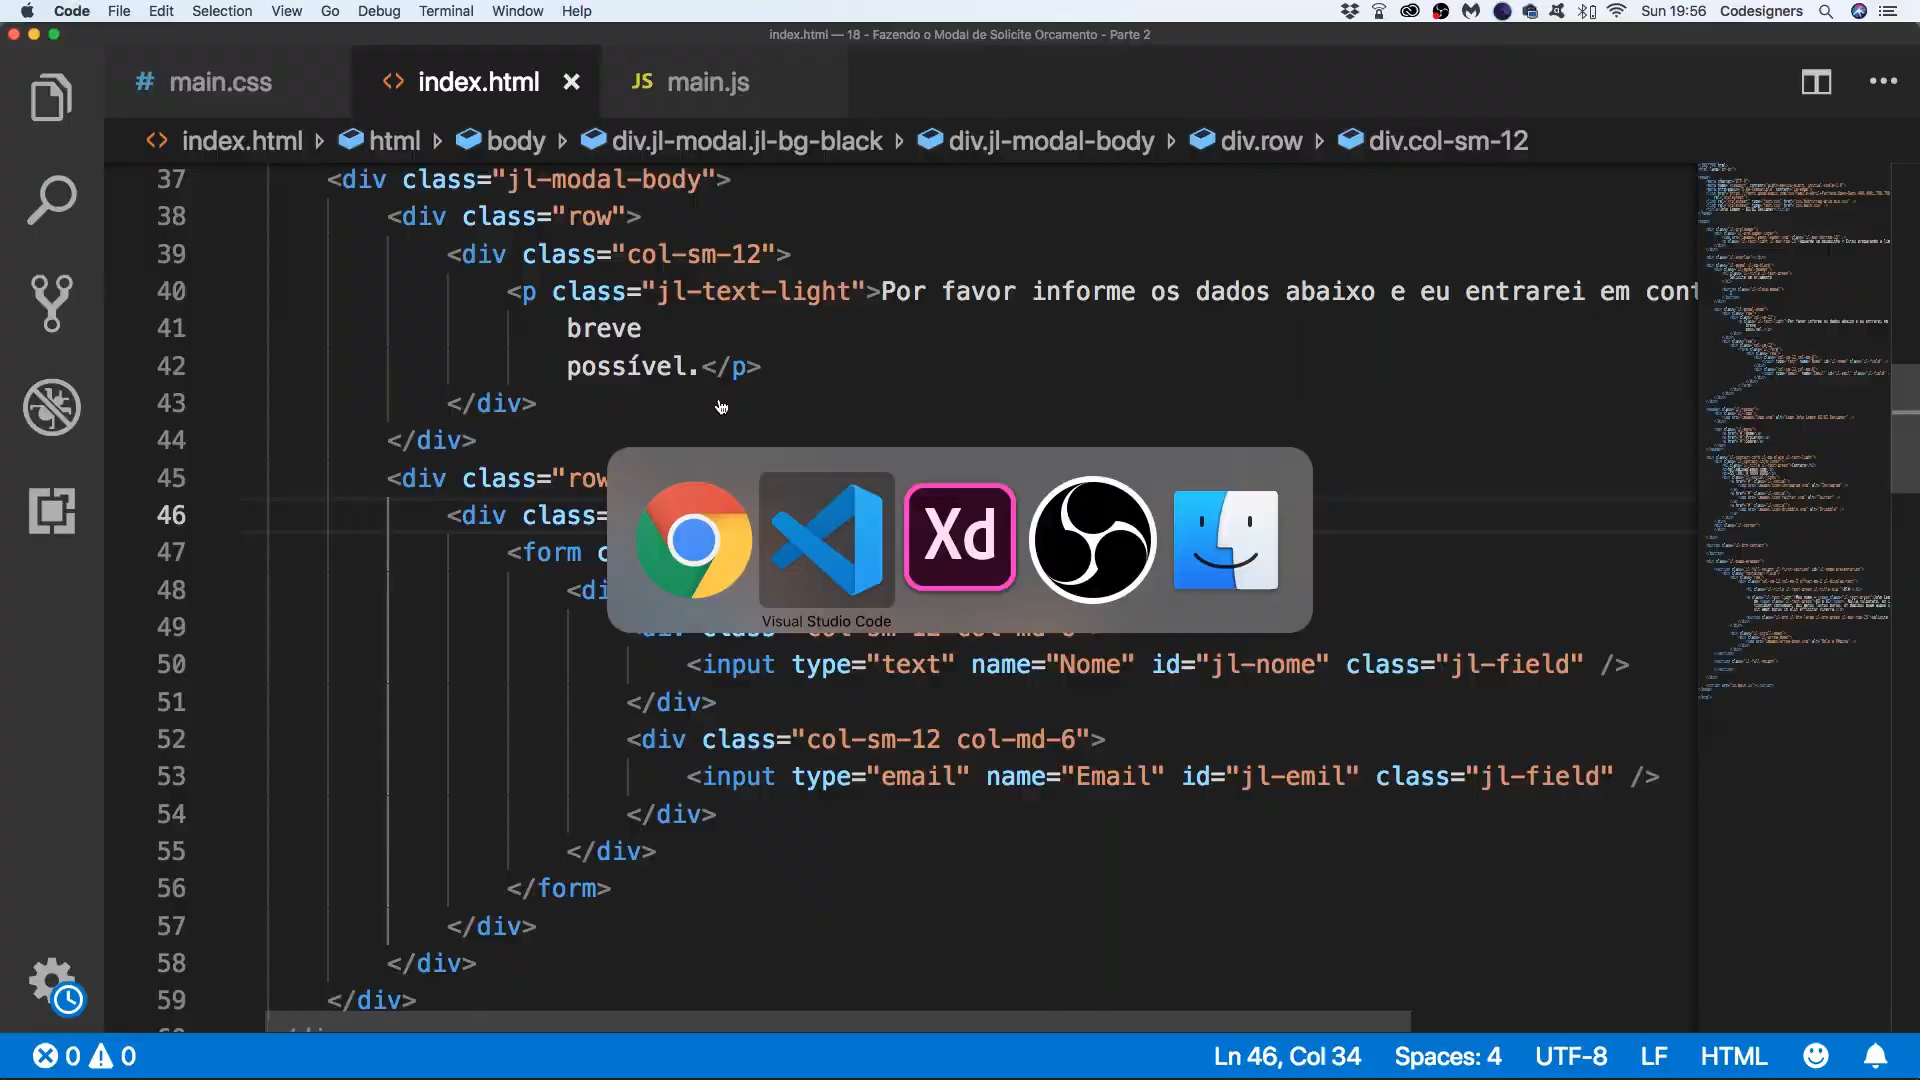 Code File Edit Selection View Go Debug Terminal Window Help Sun 19:56 Codesigners
index.html — 18 - Fazendo o Modal de Solicite Orcamento - Parte 2
# main.css <> index.html × JS main.js •••
<> index.html html body div.jl-modal.jl-bg-black div.jl-modal-body div.row div.col-sm-12
37 <div class="jl-modal-body">
38 <div class="row">
39 <div class="col-sm-12">
40 <p class="jl-text-light">Por favor informe os dados abaixo e eu entrarei em cont
41 breve
42 possível.</p>
43 </div>
44 </div>
45 <div class="row
46 <div class=
47 <form c
48 <di
Xd
Visual Studio Code
49 <div class="col-sm-12 col-md-6">
50 <input type="text" name="Nome" id="jl-nome" class="jl-field" />
51 </div>
52 <div class="col-sm-12 col-md-6">
53 <input type="email" name="Email" id="jl-emil" class="jl-field" />
54 </div>
55 </div>
56 </form>
57 </div>
58 </div>
59 </div>
0 0 Ln 46, Col 34 Spaces: 4 UTF-8 LF HTML